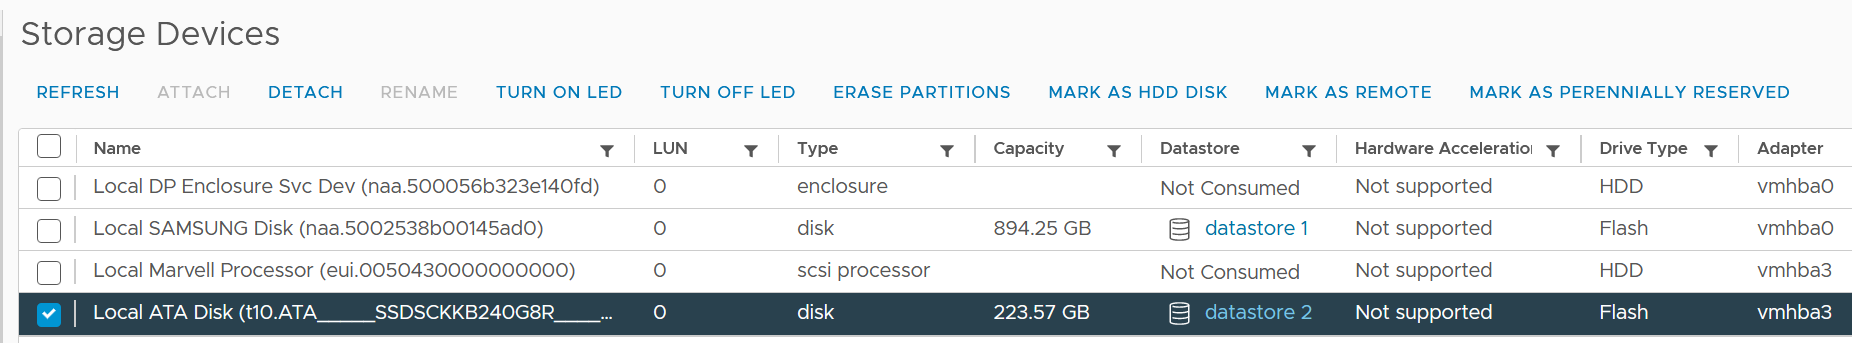 Storage Devices
REFRESH ATTACH DETACH RENAME TURN ON LED TURN OFF LED ERASE PARTITIONS MARK AS HDD DISK MARK AS REMOTE MARK AS PERENNIALLY RESERVED
Name LUN Type Capacity Datastore Hardware Acceleration Drive Type Adapter
Local DP Enclosure Svc Dev (naa.500056b323e140fd) 0 enclosure Not Consumed Not supported HDD vmhba0
Local SAMSUNG Disk (naa.5002538b00145ad0) 0 disk 894.25 GB datastore 1 Not supported Flash vmhba0
Local Marvell Processor (eui.0050430000000000) 0 scsi processor Not Consumed Not supported HDD vmhba3
Local ATA Disk (t10.ATA_____SSDSCKKB240G8R____... 0 disk 223.57 GB datastore 2 Not supported Flash vmhba3